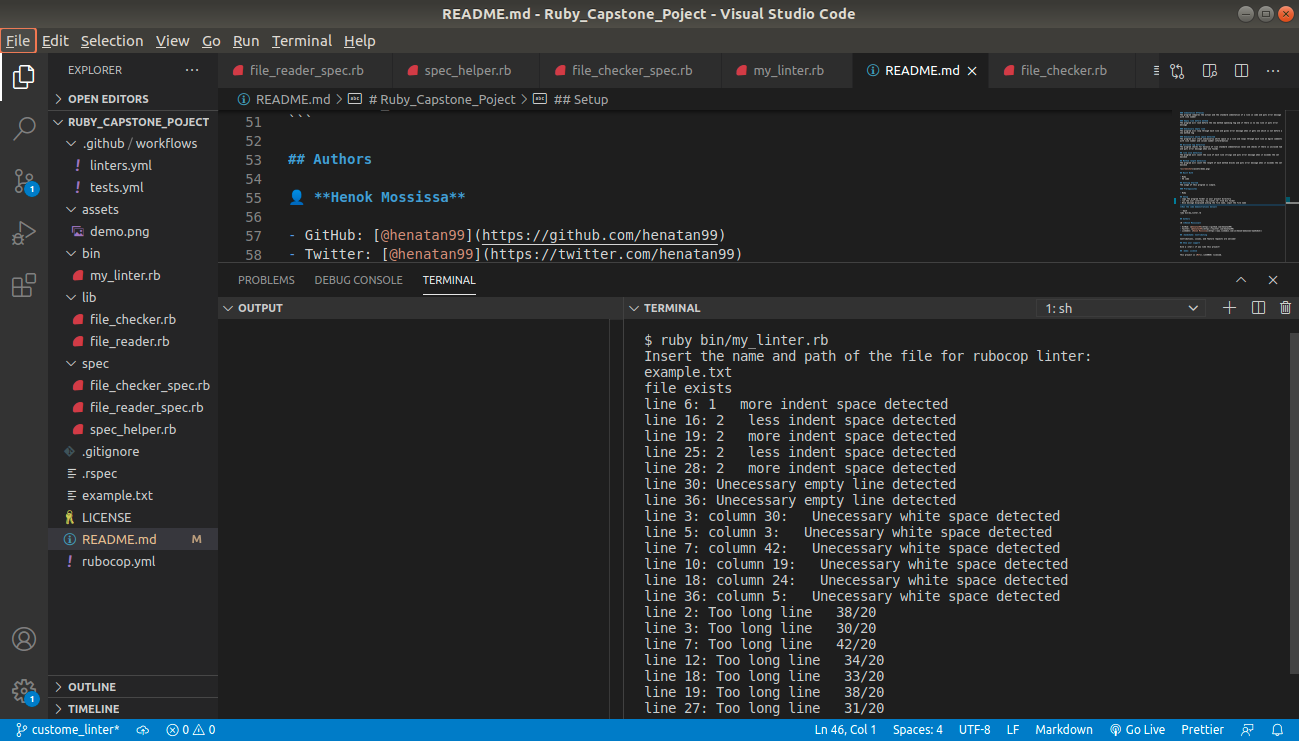 README.md - Ruby_Capstone_Poject - Visual Studio Code
File Edit Selection View Go Run Terminal Help
EXPLORER
OPEN EDITORS
RUBY_CAPSTONE_POJECT
.github / workflows
linters.yml
tests.yml
assets
demo.png
bin
my_linter.rb
lib
file_checker.rb
file_reader.rb
spec
file_checker_spec.rb
file_reader_spec.rb
spec_helper.rb
.gitignore
.rspec
example.txt
LICENSE
README.md M
rubocop.yml
OUTLINE
TIMELINE
1
1
file_reader_spec.rb spec_helper.rb file_checker_spec.rb my_linter.rb README.md file_checker.rb
README.md > # Ruby_Capstone_Poject > ## Setup
51 ```
52
53 ## Authors
54
55 👤 **Henok Mossissa**
56
57 - GitHub: [@henatan99](https://github.com/henatan99)
58 - Twitter: [@henatan99](https://twitter.com/henatan99)
PROBLEMS DEBUG CONSOLE TERMINAL
OUTPUT
TERMINAL 1: sh
$ ruby bin/my_linter.rb
Insert the name and path of the file for rubocop linter:
example.txt
file exists
line 6: 1   more indent space detected
line 16: 2   less indent space detected
line 19: 2   more indent space detected
line 25: 2   less indent space detected
line 28: 2   more indent space detected
line 30: Unecessary empty line detected
line 36: Unecessary empty line detected
line 3: column 30:   Unecessary white space detected
line 5: column 3:   Unecessary white space detected
line 7: column 42:   Unecessary white space detected
line 10: column 19:   Unecessary white space detected
line 18: column 24:   Unecessary white space detected
line 36: column 5:   Unecessary white space detected
line 2: Too long line   38/20
line 3: Too long line   30/20
line 7: Too long line   42/20
line 12: Too long line   34/20
line 18: Too long line   33/20
line 19: Too long line   38/20
line 27: Too long line   31/20
custome_linter* 0 0 Ln 46, Col 1 Spaces: 4 UTF-8 LF Markdown Go Live Prettier